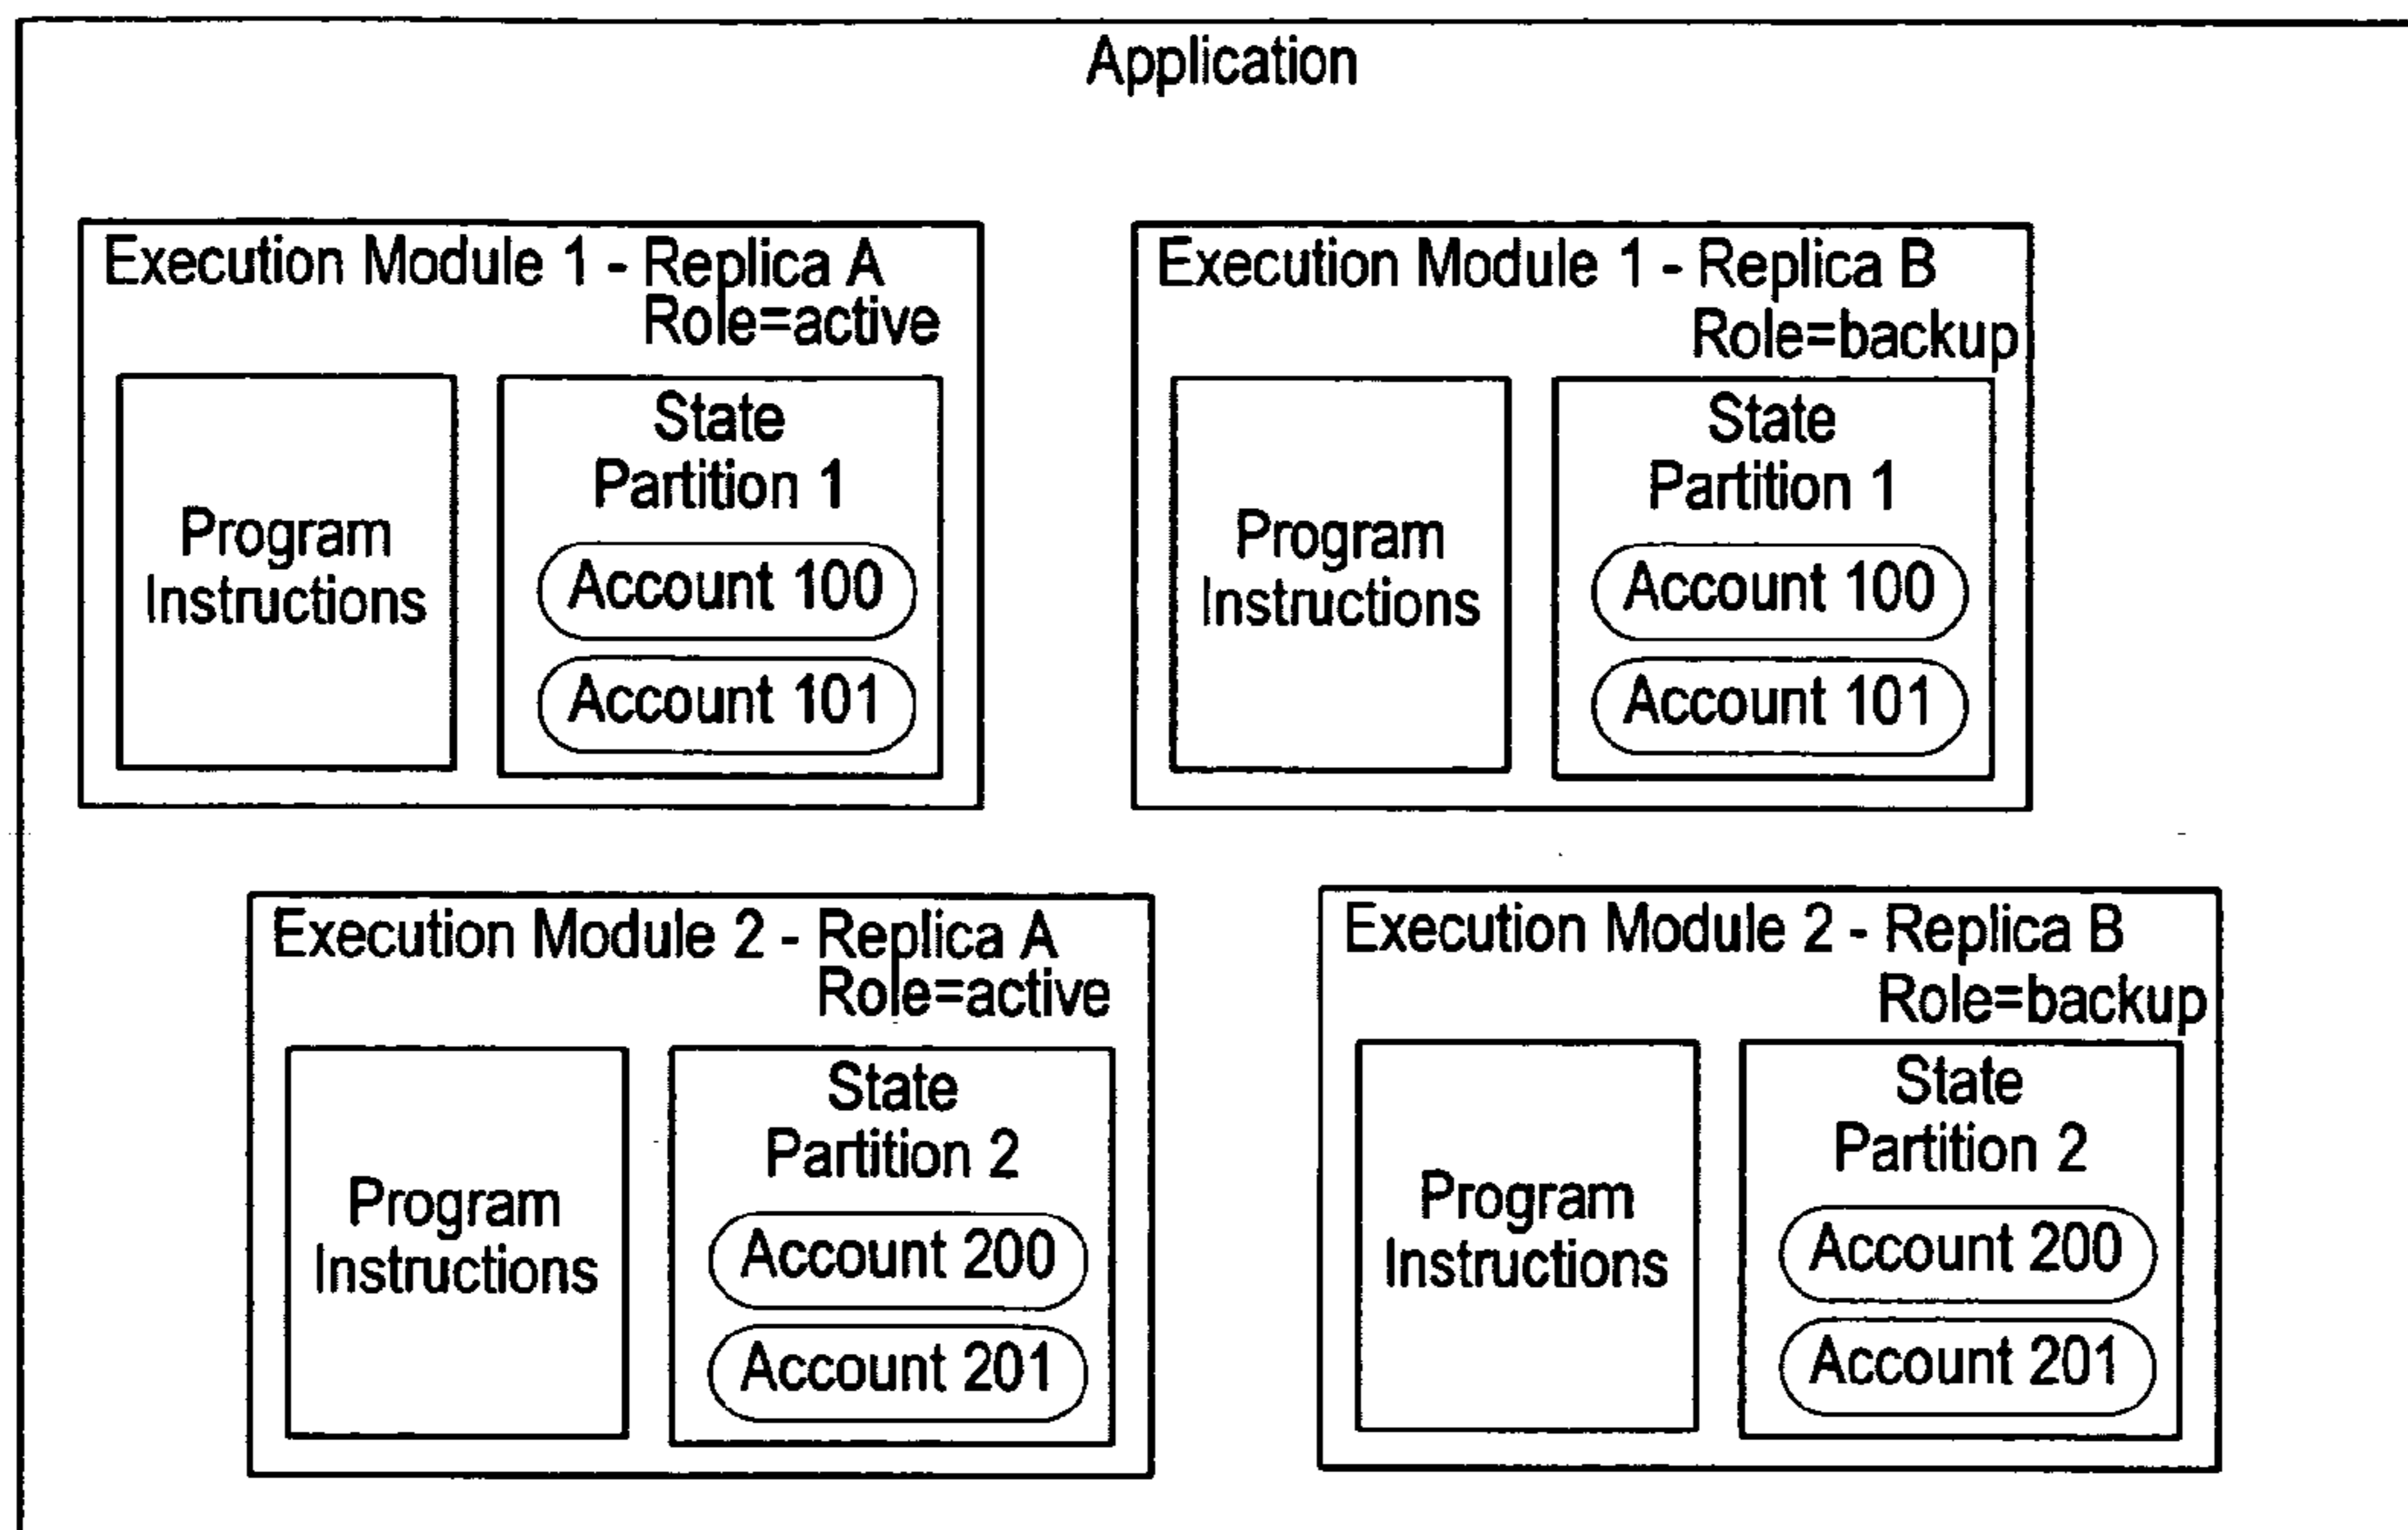 Application
Execution Module 1 - Replica A
Role=active
Program
Instructions
State
Partition 1
Account 100
Account 101
Execution Module 1 - Replica B
Role=backup
Program
Instructions
State
Partition 1
Account 100
Account 101
Execution Module 2 - Replica A
Role=active
Program
Instructions
State
Partition 2
Account 200
Account 201
Execution Module 2 - Replica B
Role=backup
Program
Instructions
State
Partition 2
Account 200
Account 201